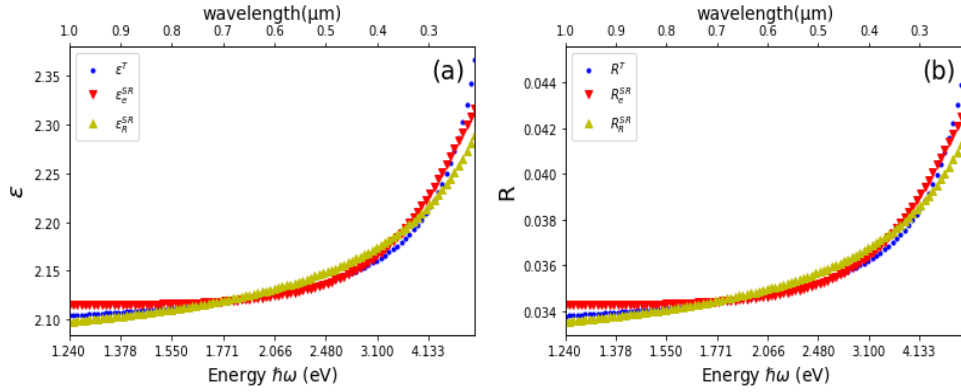 wavelength(μm)
1.0 0.9 0.8 0.7 0.6 0.5 0.4 0.3
(a)
ε^T
ε_e^SR
ε_R^SR
2.35
2.30
2.25
2.20
2.15
2.10
ε
1.240 1.378 1.550 1.771 2.066 2.480 3.100 4.133
Energy ℏω (eV)
wavelength(μm)
1.0 0.9 0.8 0.7 0.6 0.5 0.4 0.3
(b)
R^T
R_e^SR
R_R^SR
0.044
0.042
0.040
0.038
0.036
0.034
R
1.240 1.378 1.550 1.771 2.066 2.480 3.100 4.133
Energy ℏω (eV)